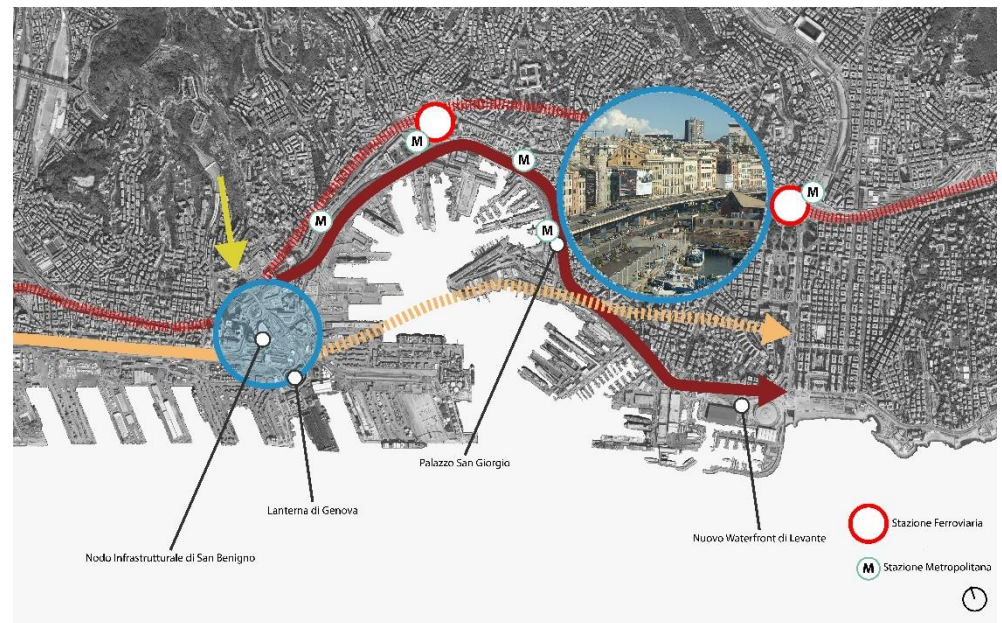 M
M
M
M
M
Palazzo San Giorgio
Lanterna di Genova
Nodo Infrastrutturale di San Benigno
Nuovo Waterfront di Levante
Stazione Ferroviaria
M Stazione Metropolitana